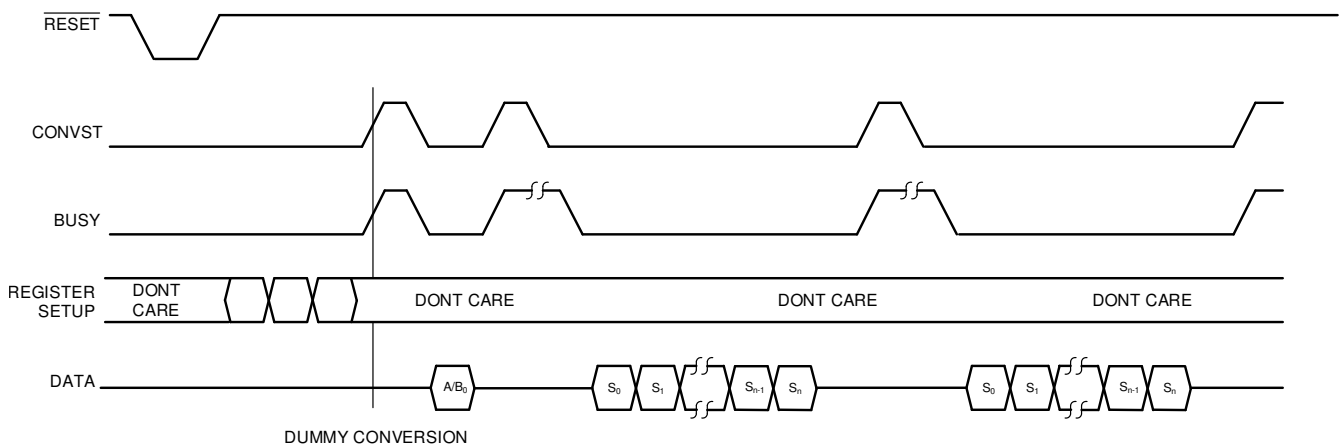 RESET
CONVST
BUSY
REGISTER
SETUP
DONT
CARE
DONT CARE
DONT CARE
DONT CARE
DATA
A/B₀
S₀
S₁
Sₙ₋₁
Sₙ
S₀
S₁
Sₙ₋₁
Sₙ
DUMMY CONVERSION